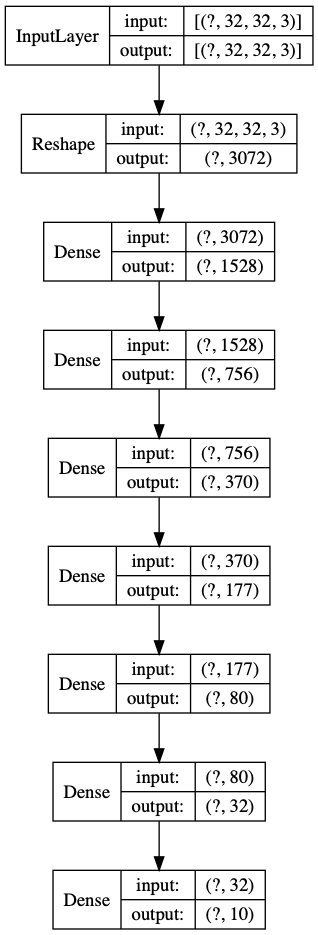 InputLayer
input: [(?, 32, 32, 3)]
output: [(?, 32, 32, 3)]
Reshape
input: (?, 32, 32, 3)
output: (?, 3072)
Dense
input: (?, 3072)
output: (?, 1528)
Dense
input: (?, 1528)
output: (?, 756)
Dense
input: (?, 756)
output: (?, 370)
Dense
input: (?, 370)
output: (?, 177)
Dense
input: (?, 177)
output: (?, 80)
Dense
input: (?, 80)
output: (?, 32)
Dense
input: (?, 32)
output: (?, 10)